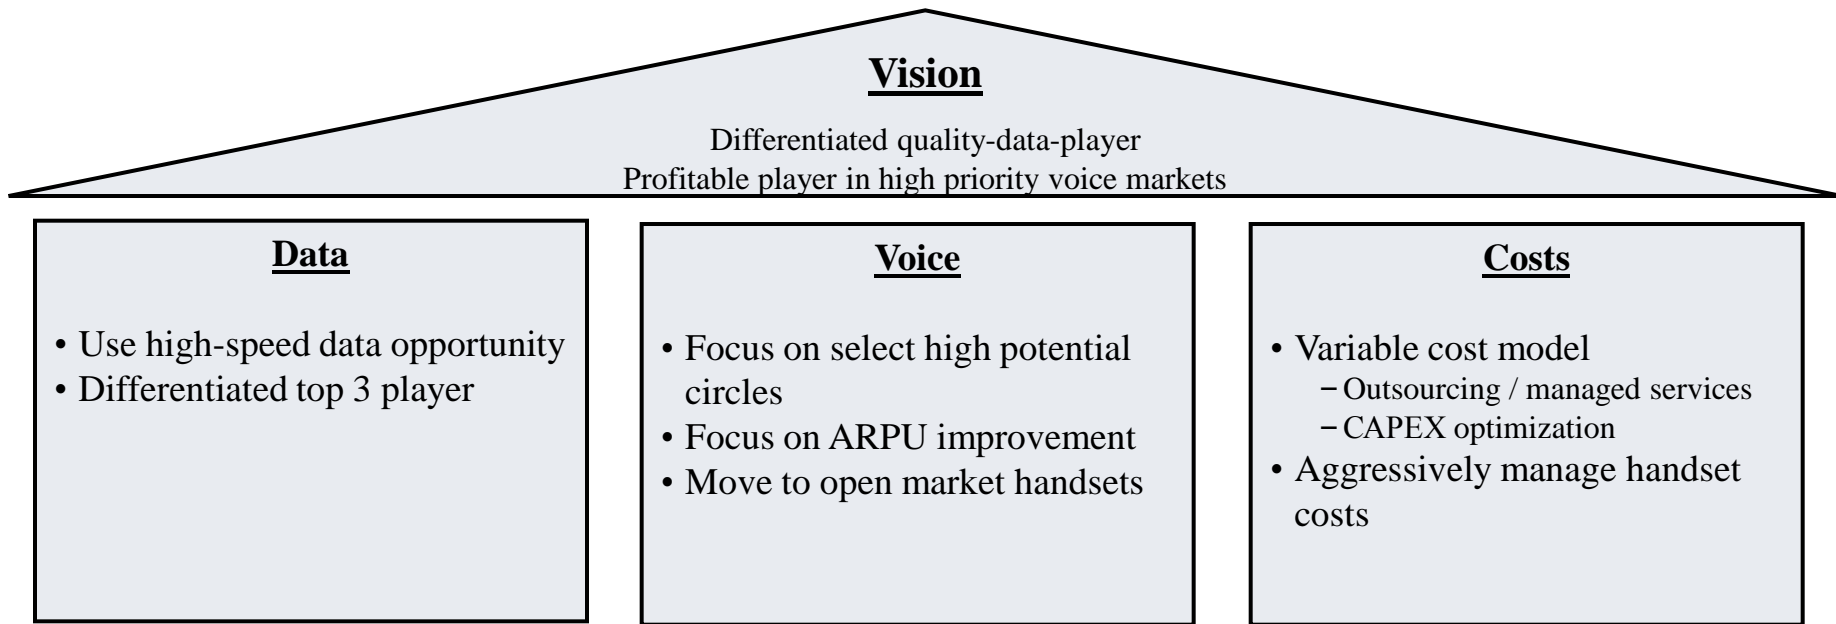 Vision
Differentiated quality-data-player
Profitable player in high priority voice markets
Data
• Use high-speed data opportunity
• Differentiated top 3 player
Voice
• Focus on select high potential
circles
• Focus on ARPU improvement
• Move to open market handsets
Costs
• Variable cost model
− Outsourcing / managed services
− CAPEX optimization
• Aggressively manage handset
costs